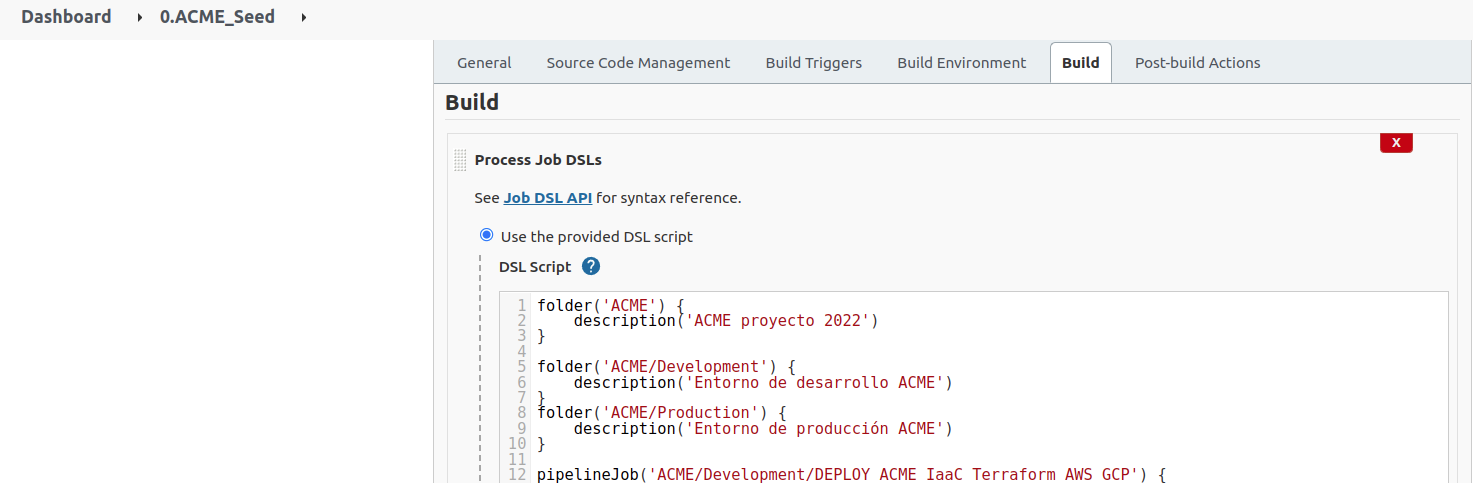 Dashboard 0.ACME_Seed
General Source Code Management Build Triggers Build Environment Build Post-build Actions
Build
X
Process Job DSLs
See Job DSL API for syntax reference.
Use the provided DSL script
DSL Script ?
1 folder('ACME') {
2     description('ACME proyecto 2022')
3 }
4
5 folder('ACME/Development') {
6     description('Entorno de desarrollo ACME')
7 }
8 folder('ACME/Production') {
9     description('Entorno de producción ACME')
10 }
11
12 pipelineJob('ACME/Development/DEPLOY ACME IaaC Terraform AWS GCP') {